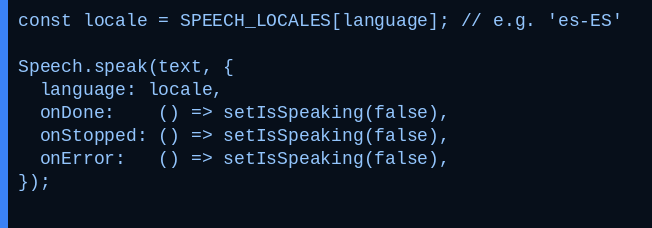 const locale = SPEECH_LOCALES[language]; // e.g. 'es-ES'

Speech.speak(text, {
  language: locale,
  onDone:    () => setIsSpeaking(false),
  onStopped: () => setIsSpeaking(false),
  onError:   () => setIsSpeaking(false),
});